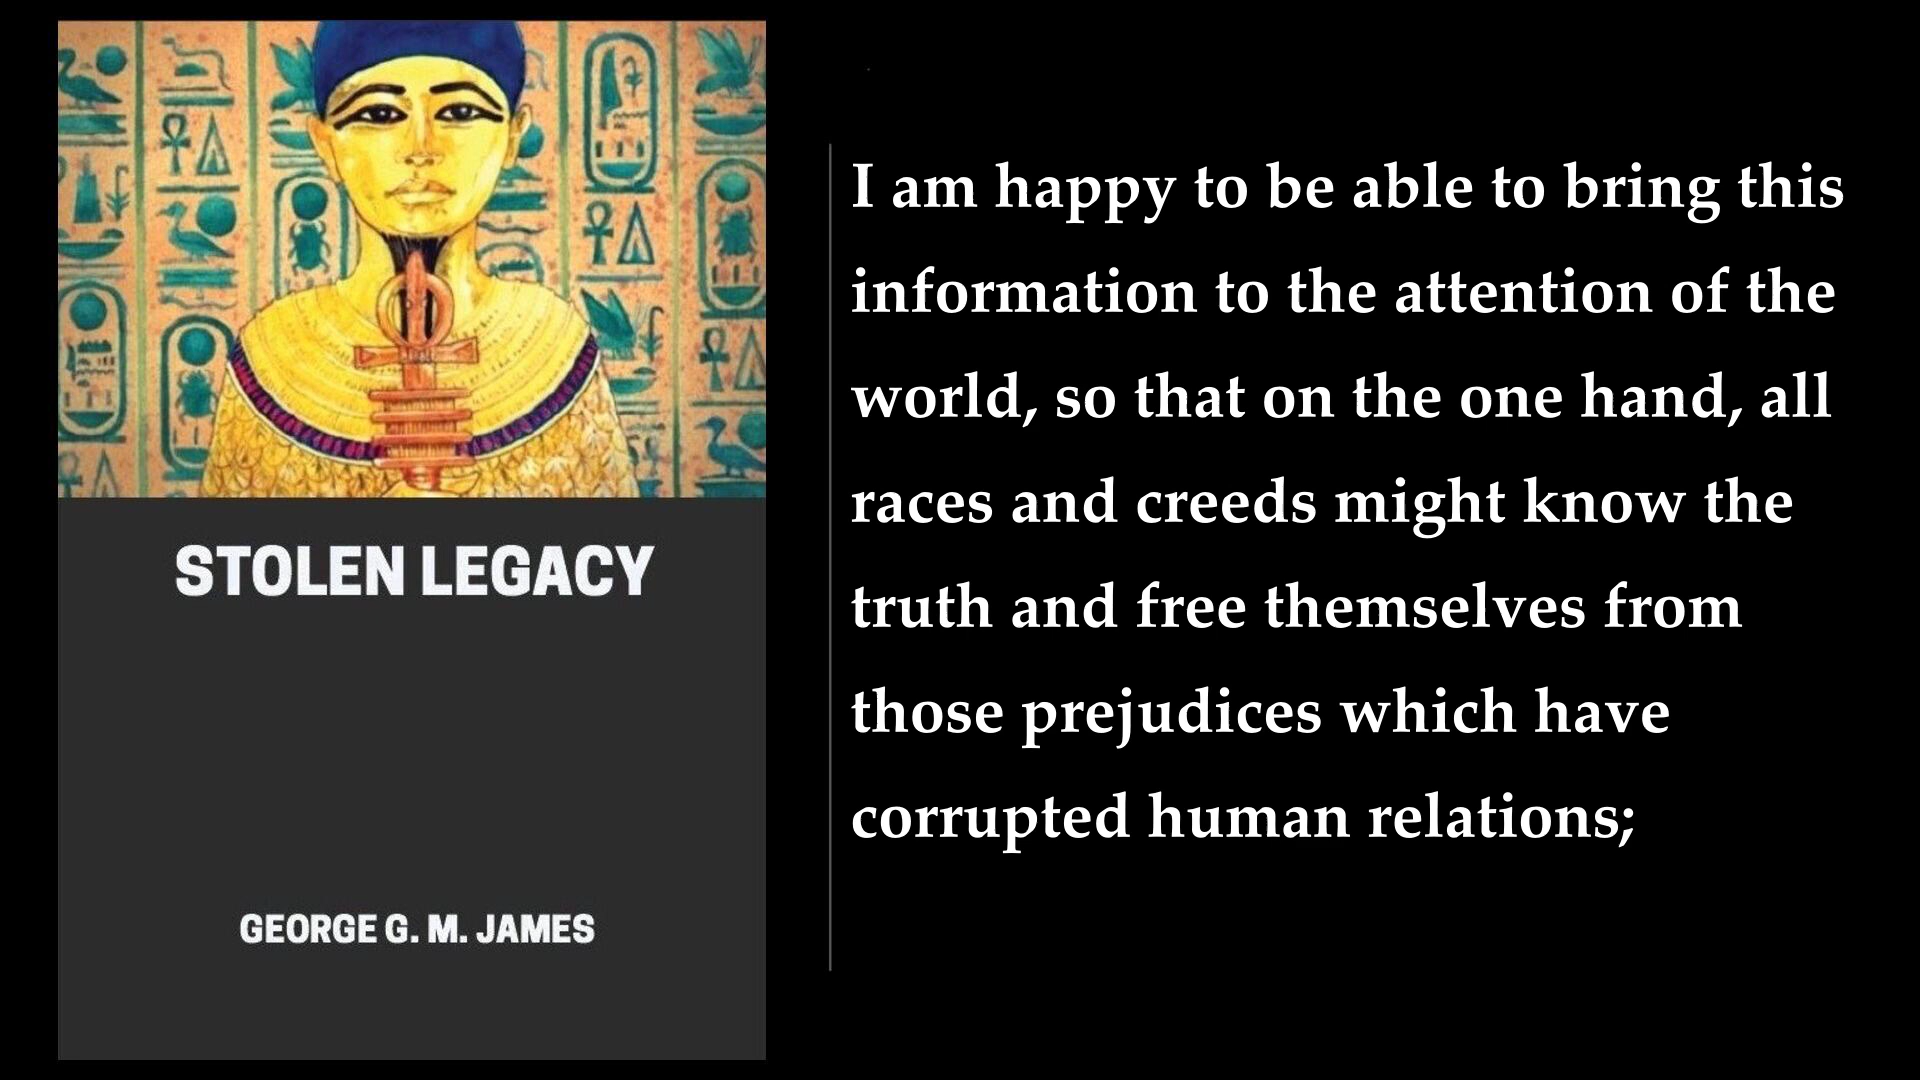 STOLEN LEGACY
GEORGE G. M. JAMES
I am happy to be able to bring this
information to the attention of the
world, so that on the one hand, all
races and creeds might know the
truth and free themselves from
those prejudices which have
corrupted human relations;